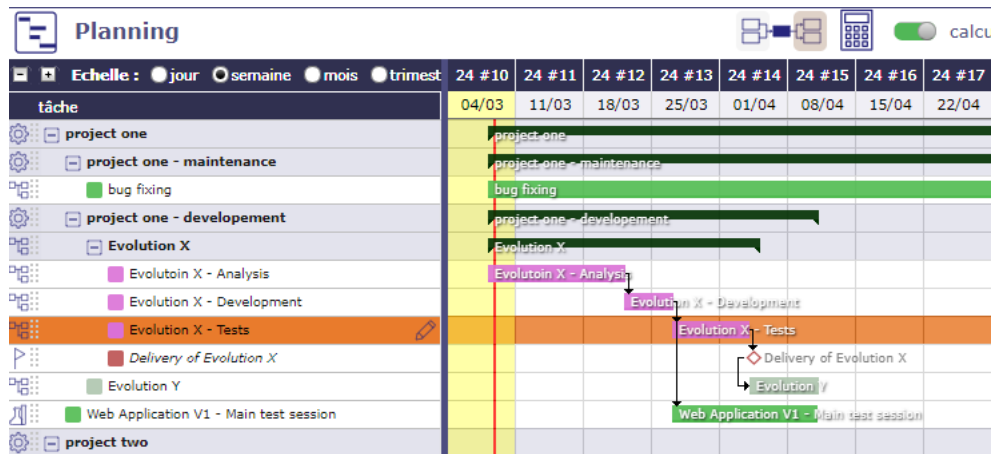 Planning
calcu
Echelle : jour semaine mois trimest 24 #10 24 #11 24 #12 24 #13 24 #14 24 #15 24 #16 24 #17
tâche 04/03 11/03 18/03 25/03 01/04 08/04 15/04 22/04
project one project one
project one - maintenance project one - maintenance
bug fixing bug fixing
project one - developement project one - developement
Evolution X Evolution X
Evolutoin X - Analysis Evolutoin X - Analysis
Evolution X - Development Evolution X - Development
Evolution X - Tests Evolution X - Tests
Delivery of Evolution X Delivery of Evolution X
Evolution Y Evolution Y
Web Application V1 - Main test session Web Application V1 - Main test session
project two